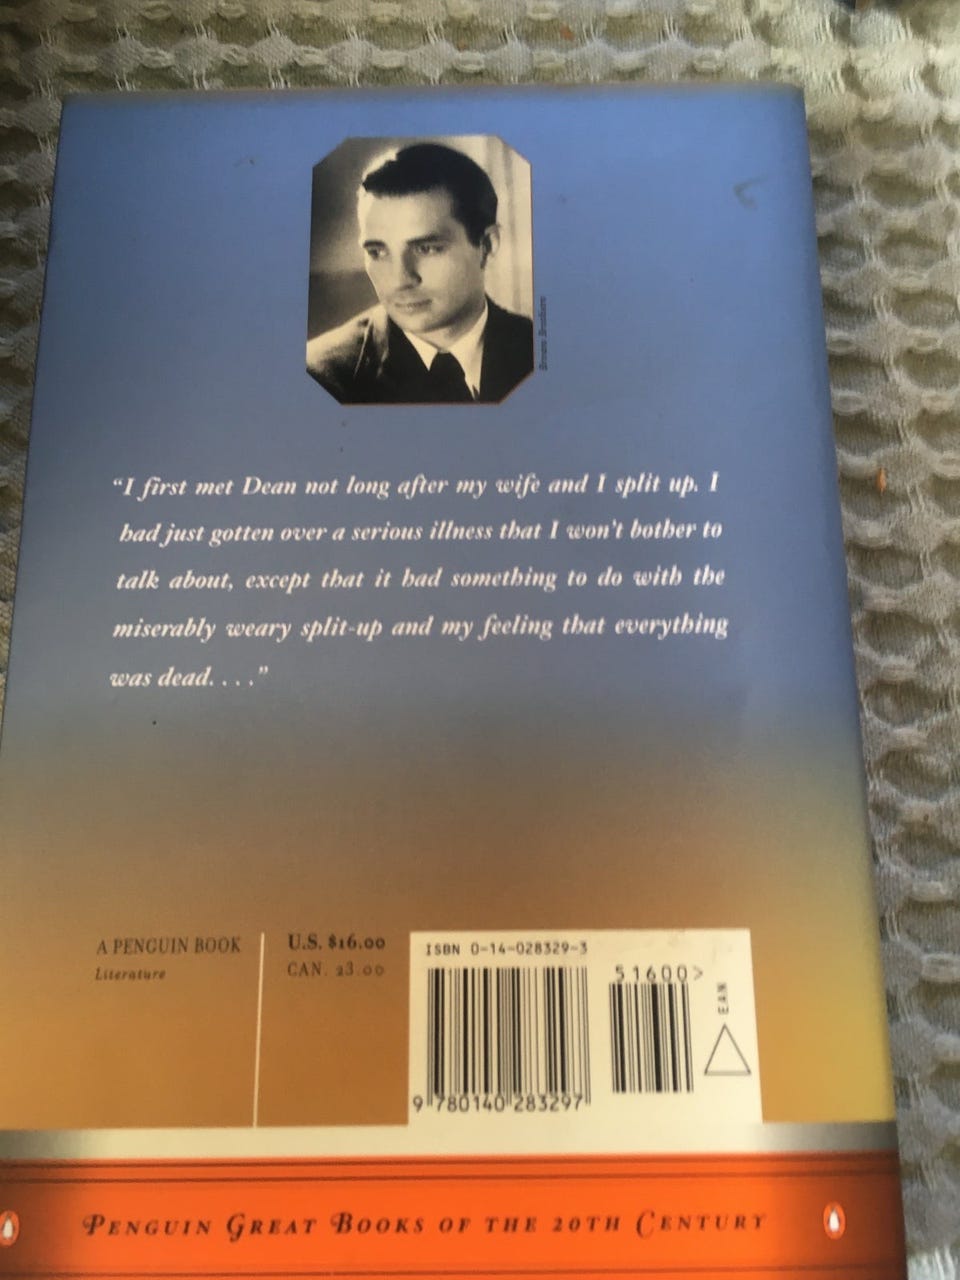 Brown Brothers
“I first met Dean not long after my wife and I split up. I
had just gotten over a serious illness that I won't bother to
talk about, except that it had something to do with the
miserably weary split-up and my feeling that everything
was dead. . . .”
A PENGUIN BOOK
Literature
U.S. $16.00
CAN. 23.00
ISBN 0-14-028329-3
51600>
EAN
9 780140 283297
PENGUIN GREAT BOOKS OF THE 20TH CENTURY